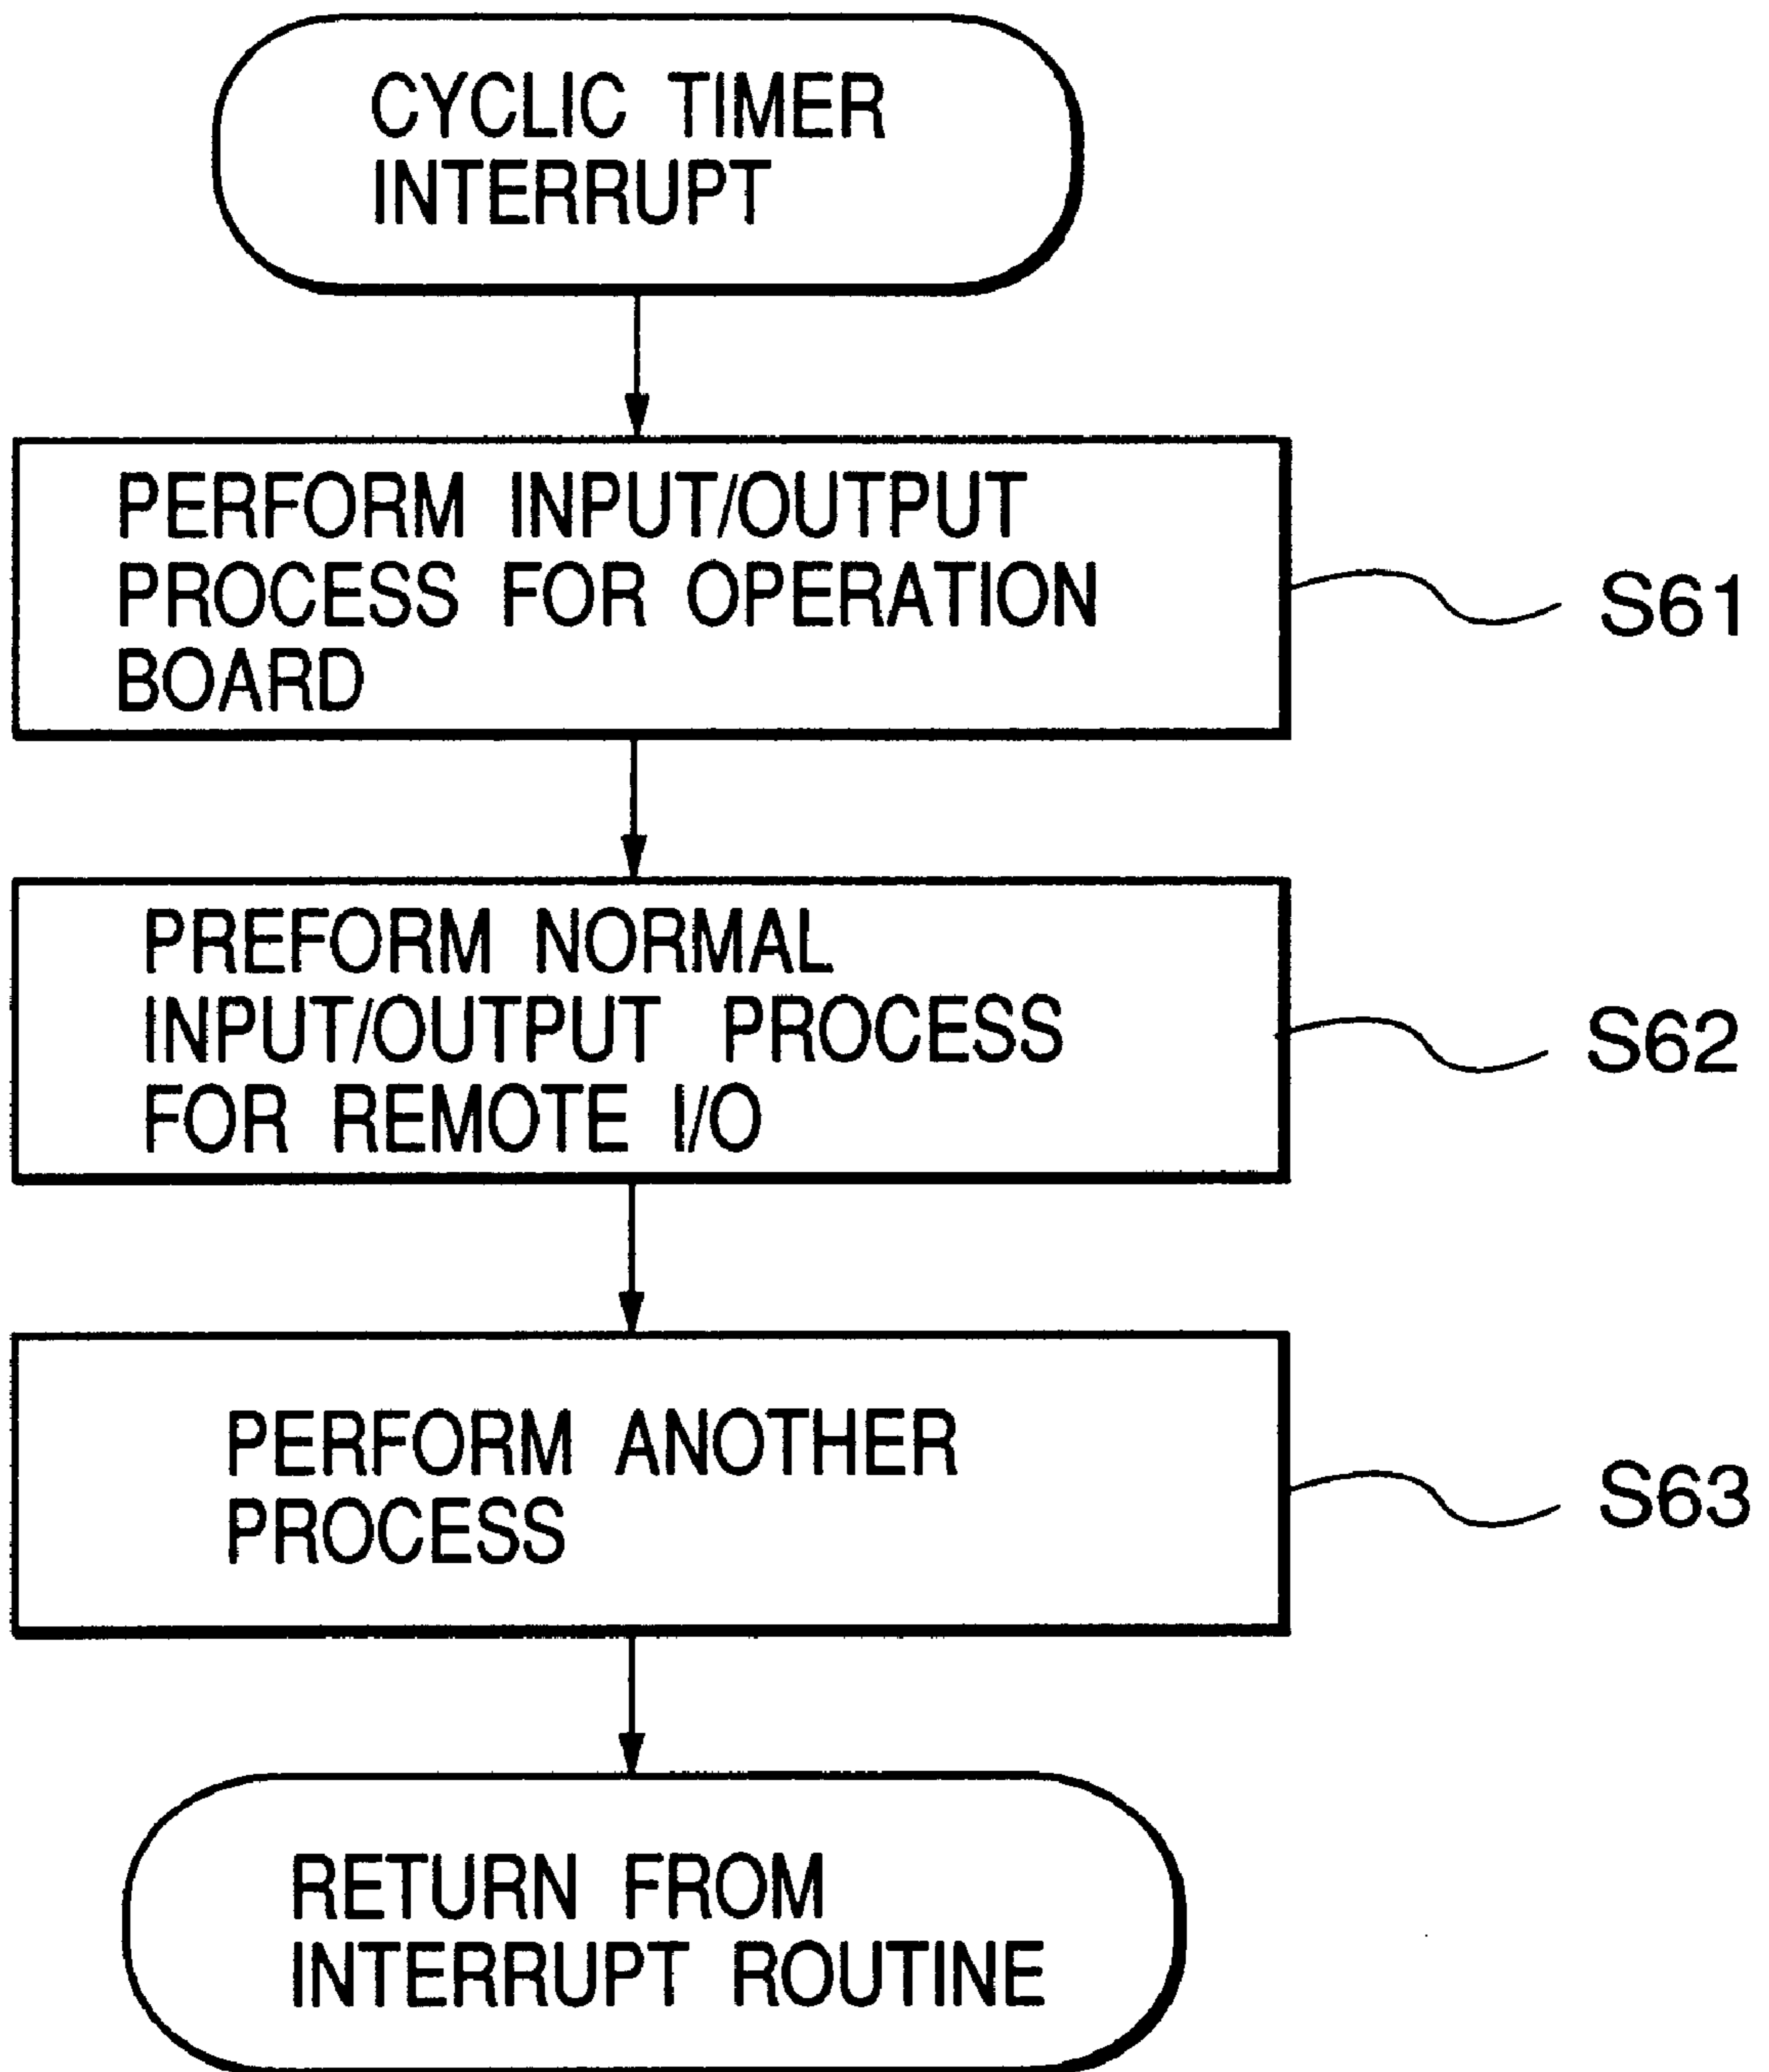 CYCLIC TIMER
INTERRUPT
PERFORM INPUT/OUTPUT
PROCESS FOR OPERATION
BOARD
S61
PREFORM NORMAL
INPUT/OUTPUT PROCESS
FOR REMOTE I/O
S62
PERFORM ANOTHER
PROCESS
S63
RETURN FROM
INTERRUPT ROUTINE